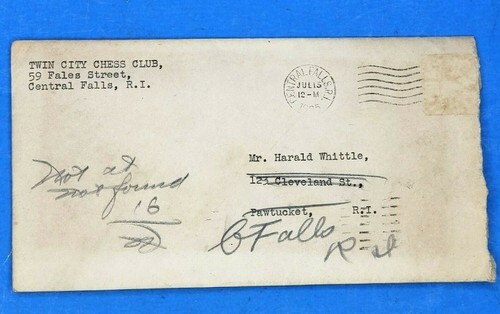 TWIN CITY CHESS CLUB,
59 Fales Street,
Central Falls, R.I.
CENTRAL FALLS, R.I.
JUL 15
12-M
Mr. Harald Whittle,
123 Cleveland St.,
Pawtucket, R.I.
Not at
not found
16
C Falls
R I